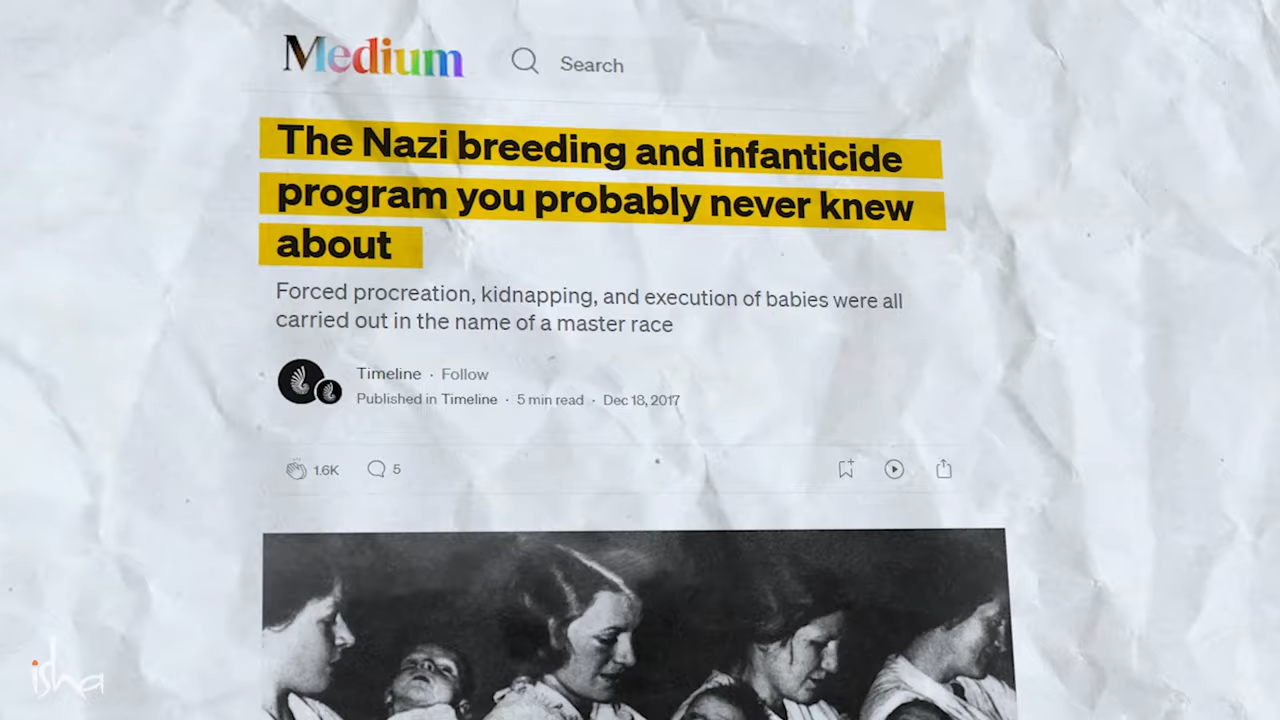 Medium
Search
The Nazi breeding and infanticide
program you probably never knew
about
Forced procreation, kidnapping, and execution of babies were all
carried out in the name of a master race
Timeline · Follow
Published in Timeline · 5 min read · Dec 18, 2017
1.6K 5
isha